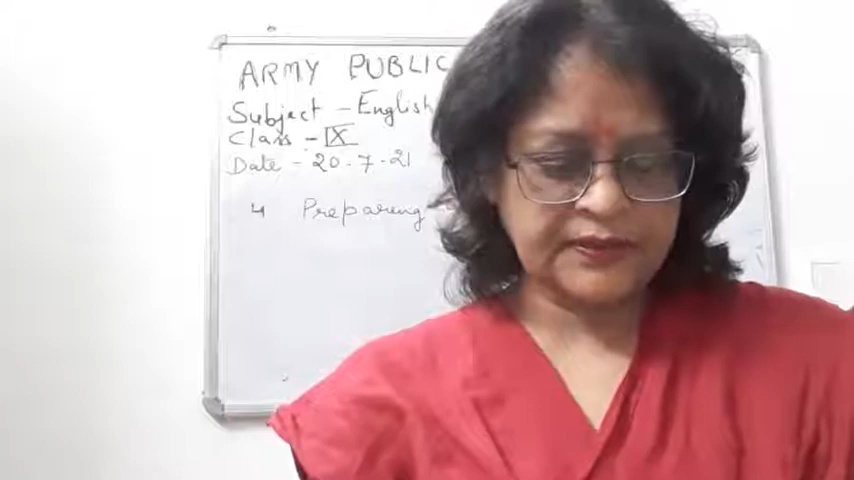 ARMY PUBLIC
Subject - English
Class - IX
Date - 20-7-21
4 Preparing